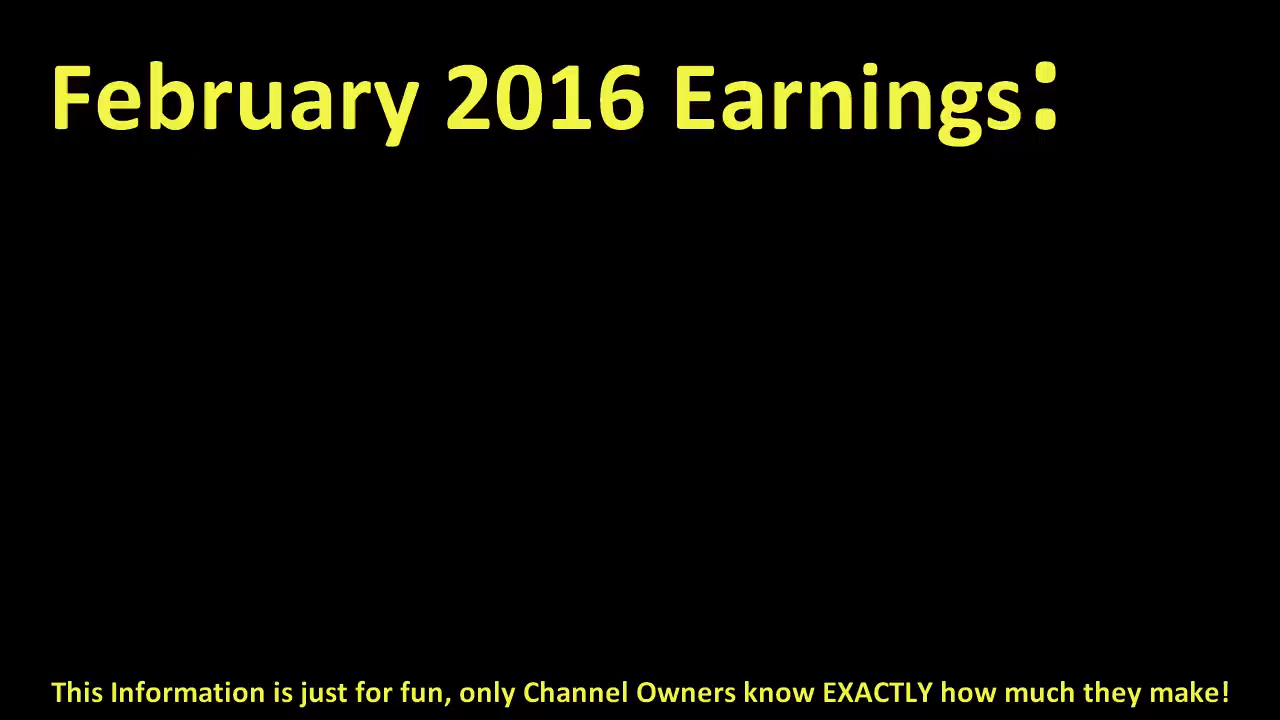 February 2016 Earnings:
This Information is just for fun, only Channel Owners know EXACTLY how much they make!